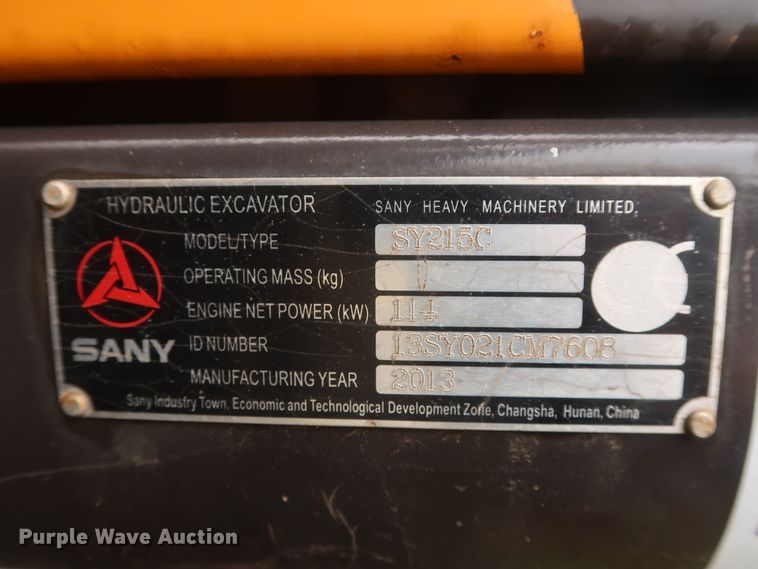 HYDRAULIC EXCAVATOR SANY HEAVY MACHINERY LIMITED
MODEL/TYPE SY215C
OPERATING MASS (kg)
ENGINE NET POWER (kW) 114
SANY ID NUMBER 13SY021CM7608
MANUFACTURING YEAR 2013
Sany Industry Town, Economic and Technological Development Zone, Changsha, Hunan, China
Purple Wave Auction